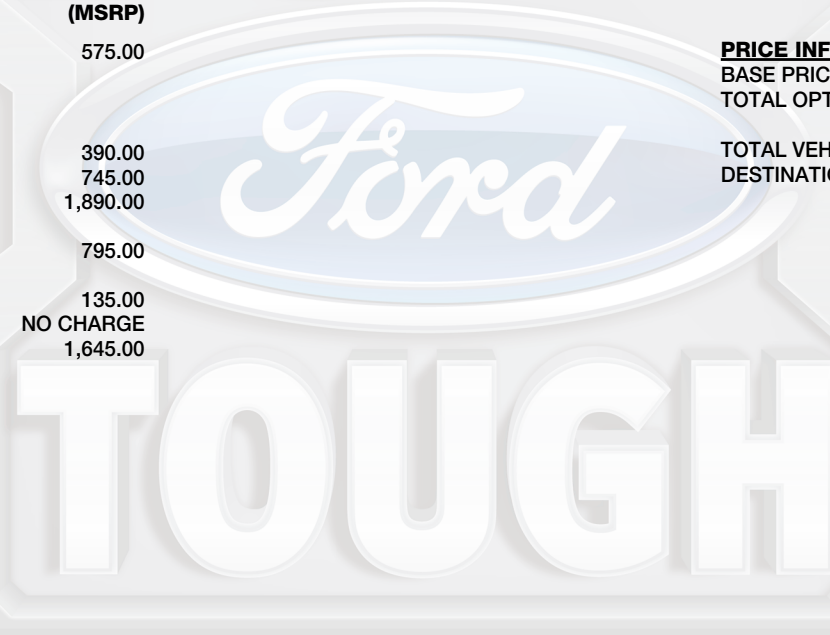 (MSRP)
575.00
390.00
745.00
1,890.00
795.00
135.00
NO CHARGE
1,645.00
PRICE INF
BASE PRIC
TOTAL OPT
TOTAL VEH
DESTINATIO
Ford
TOUGH